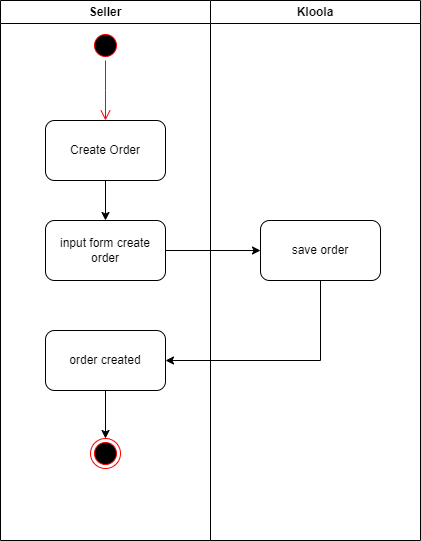 Seller
Kloola
Create Order
input form create
order
save order
order created